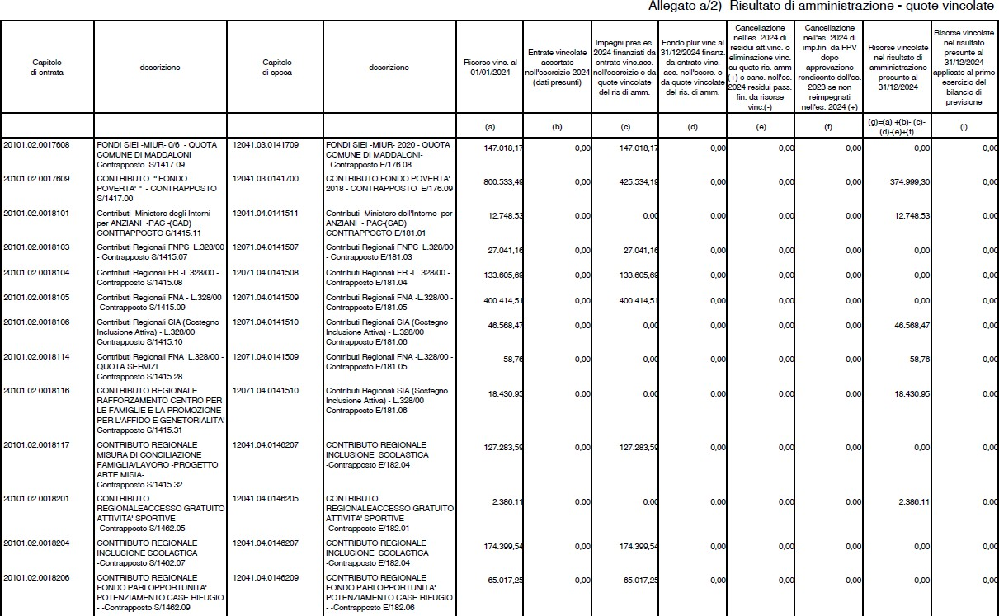 Allegato a/2) Risultato di amministrazione - quote vincolate
Capitolo
di entrata
descrizione
Capitolo
di spesa
descrizione
Risorse vinc. al
01/01/2024
Entrate vincolate
accertate
nell'esercizio 2024
(dati presunti)
Impegni pres.es.
2024 finanziati da
entrate vinc.acc.
nell'esercizio o da
quote vincolate
del ris di amm.
Fondo plur.vinc al
31/12/2024 finanz.
da entrate vinc.
acc. nell'eserc. o
da quote vincolate
del ris. di amm.
Cancellazione
nell'es. 2024 di
residui att.vinc. o
eliminazione vinc.
su quote ris. amm
(+) e canc. nell'es.
2024 residui pass.
fin. da risorse
vinc.(-)
Cancellazione
nell'es. 2024 di
imp.fin da FPV
dopo
approvazione
rendiconto dell'es.
2023 se non
reimpegnati
nell'es. 2024 (+)
Risorse vincolate
nel risultato di
amministrazione
presunto al
31/12/2024
Risorse vincolate
nel risultato
presunte al
31/12/2024
applicate al primo
esercizio del
bilancio di
previsione
(a) (b) (c) (d) (e) (f) (g)=(a) +(b)- (c)-
(d)-(e)+(f) (i)
20101.02.0017608 FONDI SIEI -MIUR- 0/6 - QUOTA 12041.03.0141709 FONDI SIEI -MIUR- 2020 - QUOTA 147.018,17 0,00 147.018,17 0,00 0,00 0,00 0,00 0,00
COMUNE DI MADDALONI COMUNE DI MADDALONI-
Contrapposto S/1417.09 Contrapposto E/176.08
20101.02.0017609 CONTRIBUTO " FONDO 12041.03.0141700 CONTRIBUTO FONDO POVERTA' 800.533,49 0,00 425.534,19 0,00 0,00 0,00 374.999,30 0,00
POVERTA' " - CONTRAPPOSTO 2018 - CONTRAPPOSTO E/176.09
S/1417.00
20101.02.0018101 Contributi Ministero degli Interni 12041.04.0141511 Contributi Ministero dell'Interno per 12.748,53 0,00 0,00 0,00 0,00 0,00 12.748,53 0,00
per ANZIANI -PAC -(SAD) ANZIANI - PAC-(SAD)
CONTRAPPOSTO S/1415.11 CONTRAPPOSTO E/181.01
20101.02.0018103 Contributi Regionali FNPS L.328/00 12071.04.0141507 Contributi Regionali FNPS L.328/00 27.041,16 0,00 27.041,16 0,00 0,00 0,00 0,00 0,00
- Contrapposto S/1415.07 - Contrapposto E/181.03
20101.02.0018104 Contributi Regionali FR -L.328/00 - 12071.04.0141508 Contributi Regionali FR -L. 328/00 - 133.605,69 0,00 133.605,69 0,00 0,00 0,00 0,00 0,00
Contrapposto S/1415.08 Contrapposto E/181.04
20101.02.0018105 Contributi Regionali FNA - L.328/00 12071.04.0141509 Contributi Regionali FNA -L.328/00 - 400.414,51 0,00 400.414,51 0,00 0,00 0,00 0,00 0,00
-Contrapposto S/1415.09 Contrapposto E/181.05
20101.02.0018106 Contributi Regionali SIA (Sostegno 12071.04.0141510 Contributi Regionali SIA (Sostegno 46.568,47 0,00 0,00 0,00 0,00 0,00 46.568,47 0,00
Inclusione Attiva) - L.328/00 Inclusione Attiva) - L.328/00
Contrapposto S/1415.10 Contrapposto E/181.06
20101.02.0018114 Contributi Regionali FNA L.328/00 - 12071.04.0141509 Contributi Regionali FNA -L.328/00 - 58,76 0,00 0,00 0,00 0,00 0,00 58,76 0,00
QUOTA SERVIZI Contrapposto E/181.05
Contrapposto S/1415.28
20101.02.0018116 CONTRIBUTO REGIONALE 12071.04.0141510 Contributi Regionali SIA (Sostegno 18.430,95 0,00 0,00 0,00 0,00 0,00 18.430,95 0,00
RAFFORZAMENTO CENTRO PER Inclusione Attiva) - L.328/00
LE FAMIGLIE E LA PROMOZIONE Contrapposto E/181.06
PER L'AFFIDO E GENETORIALITA'
Contrapposto S/1415.31
20101.02.0018117 CONTRIBUTO REGIONALE 12041.04.0146207 CONTRIBUTO REGIONALE 127.283,59 0,00 127.283,59 0,00 0,00 0,00 0,00 0,00
MISURA DI CONCILIAZIONE INCLUSIONE SCOLASTICA
FAMIGLIA/LAVORO -PROGETTO -Contrapposto E/182.04
ARTE MISIA-
Contrapposto S/1415.32
20101.02.0018201 CONTRIBUTO 12041.04.0146205 CONTRIBUTO 2.386,11 0,00 0,00 0,00 0,00 0,00 2.386,11 0,00
REGIONALEACCESSO GRATUITO REGIONALEACCESSO GRATUITO
ATTIVITA' SPORTIVE ATTIVITA' SPORTIVE
-Contrapposto S/1462.05 -Contrapposto E/182.01
20101.02.0018204 CONTRIBUTO REGIONALE 12041.04.0146207 CONTRIBUTO REGIONALE 174.399,54 0,00 174.399,54 0,00 0,00 0,00 0,00 0,00
INCLUSIONE SCOLASTICA INCLUSIONE SCOLASTICA
-Contrapposto S/1462.07 -Contrapposto E/182.04
20101.02.0018206 CONTRIBUTO REGIONALE 12041.04.0146209 CONTRIBUTO REGIONALE 65.017,25 0,00 65.017,25 0,00 0,00 0,00 0,00 0,00
FONDO PARI OPPORTUNITA' FONDO PARI OPPORTUNITA'
POTENZIAMENTO CASE RIFUGIO POTENZIAMENTO CASE RIFUGIO
- -Contrapposto S/1462.09 - -Contrapposto E/182.06